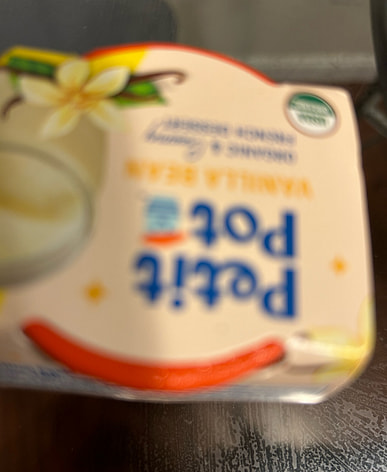 Petit
Pot
VANILLA BEAN
ORGANIC & Creamy
FRENCH DESSERT